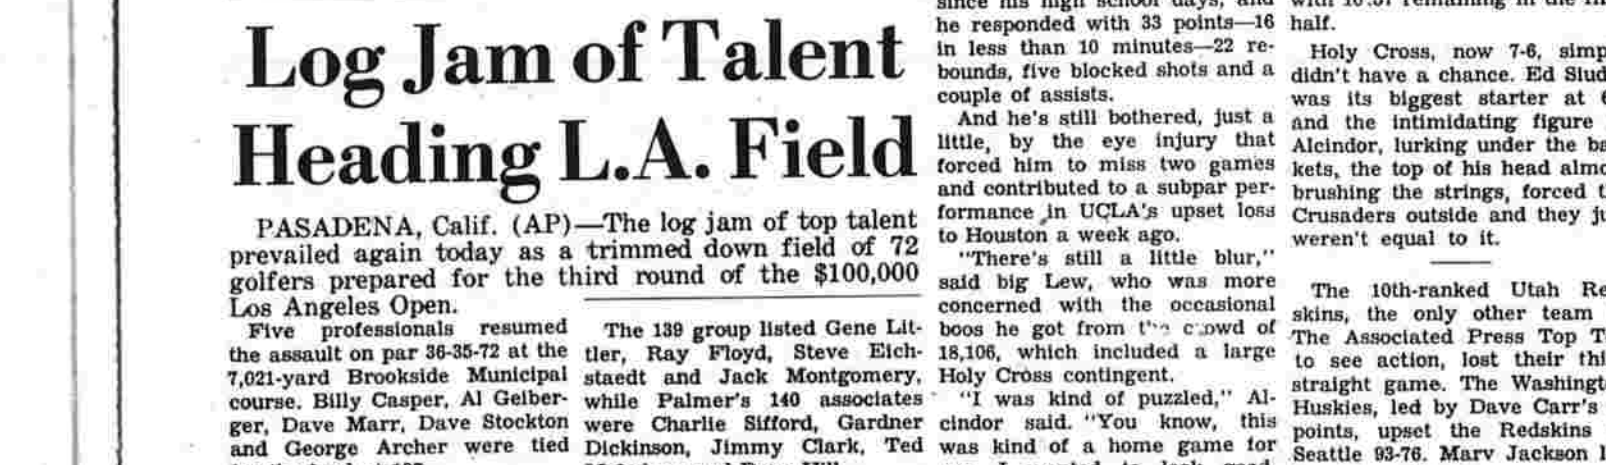 Log Jam of Talent
Heading L.A. Field
PASADENA, Calif. (AP)—The log jam of top talent
prevailed again today as a trimmed down field of 72
golfers prepared for the third round of the $100,000
Los Angeles Open.
Five professionals resumed
the assault on par 36-35-72 at the
7,021-yard Brookside Municipal
course. Billy Casper, Al Geiber-
ger, Dave Marr, Dave Stockton
and George Archer were tied
The 139 group listed Gene Lit-
tler, Ray Floyd, Steve Eich-
staedt and Jack Montgomery,
while Palmer's 140 associates
were Charlie Sifford, Gardner
Dickinson, Jimmy Clark, Ted
since his high school days, and
he responded with 33 points—16
in less than 10 minutes—22 re-
bounds, five blocked shots and a
couple of assists.
And he's still bothered, just a
little, by the eye injury that
forced him to miss two games
and contributed to a subpar per-
formance in UCLA's upset loss
to Houston a week ago.
"There's still a little blur,"
said big Lew, who was more
concerned with the occasional
boos he got from the crowd of
18,106, which included a large
Holy Cross contingent.
"I was kind of puzzled," Al-
cindor said. "You know, this
was kind of a home game for
half.
Holy Cross, now 7-6, simp
didn't have a chance. Ed Siud
was its biggest starter at 6
and the intimidating figure
Alcindor, lurking under the ba
kets, the top of his head almo
brushing the strings, forced t
Crusaders outside and they ju
weren't equal to it.
The 10th-ranked Utah Re
skins, the only other team
The Associated Press Top T
to see action, lost their thi
straight game. The Washingt
Huskies, led by Dave Carr's
points, upset the Redskins
Seattle 93-76. Marv Jackson